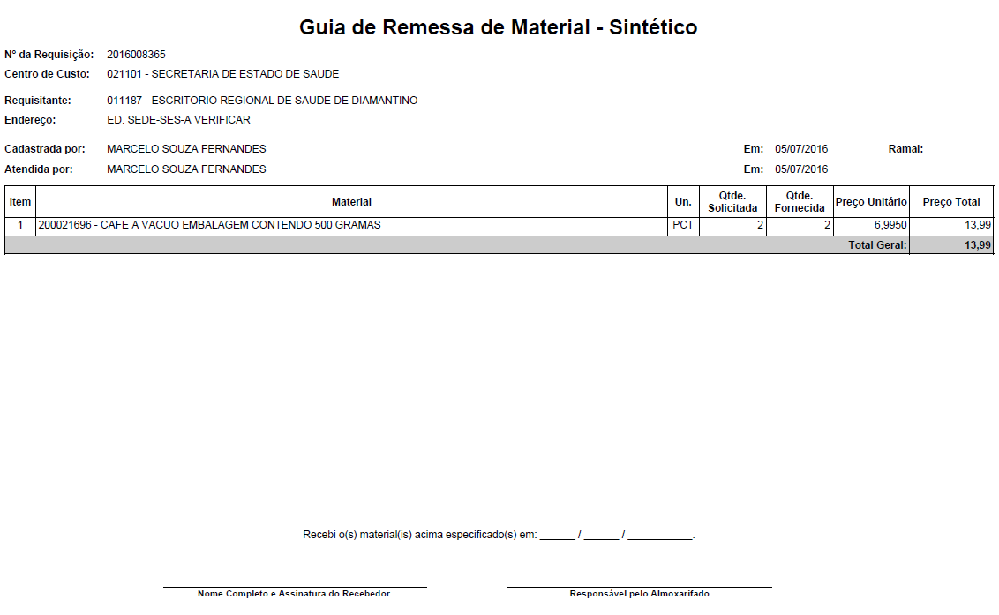 Guia de Remessa de Material - Sintético
Nº da Requisição: 2016008365
Centro de Custo: 021101 - SECRETARIA DE ESTADO DE SAUDE
Requisitante: 011187 - ESCRITORIO REGIONAL DE SAUDE DE DIAMANTINO
Endereço: ED. SEDE-SES-A VERIFICAR
Cadastrada por: MARCELO SOUZA FERNANDES Em: 05/07/2016 Ramal:
Atendida por: MARCELO SOUZA FERNANDES Em: 05/07/2016
Item Material Un. Qtde. Solicitada Qtde. Fornecida Preço Unitário Preço Total
1 200021696 - CAFE A VACUO EMBALAGEM CONTENDO 500 GRAMAS PCT 2 2 6,9950 13,99
Total Geral: 13,99
Recebi o(s) material(is) acima especificado(s) em: ______ / ______ / ___________.
Nome Completo e Assinatura do Recebedor Responsável pelo Almoxarifado